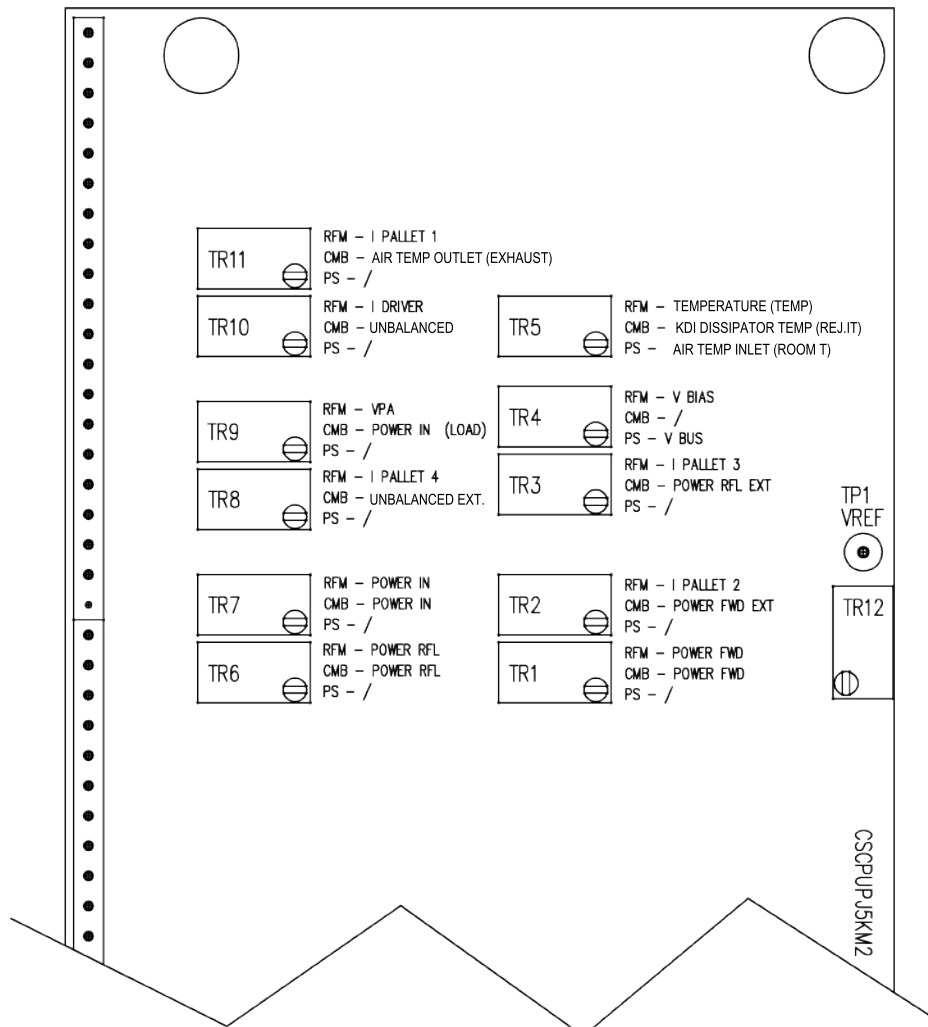 TR11
RFM - I PALLET 1
CMB - AIR TEMP OUTLET (EXHAUST)
PS - /
TR10
RFM - I DRIVER
CMB - UNBALANCED
PS - /
TR5
RFM - TEMPERATURE (TEMP)
CMB - KDI DISSIPATOR TEMP (REJ.IT)
PS - AIR TEMP INLET (ROOM T)
TR9
RFM - VPA
CMB - POWER IN (LOAD)
PS - /
TR4
RFM - V BIAS
CMB - /
PS - V BUS
TR8
RFM - I PALLET 4
CMB - UNBALANCED EXT.
PS - /
TR3
RFM - I PALLET 3
CMB - POWER RFL EXT
PS - /
TP1
VREF
TR7
RFM - POWER IN
CMB - POWER IN
PS - /
TR2
RFM - I PALLET 2
CMB - POWER FWD EXT
PS - /
TR12
TR6
RFM - POWER RFL
CMB - POWER RFL
PS - /
TR1
RFM - POWER FWD
CMB - POWER FWD
PS - /
CSCPUPJ5KM2